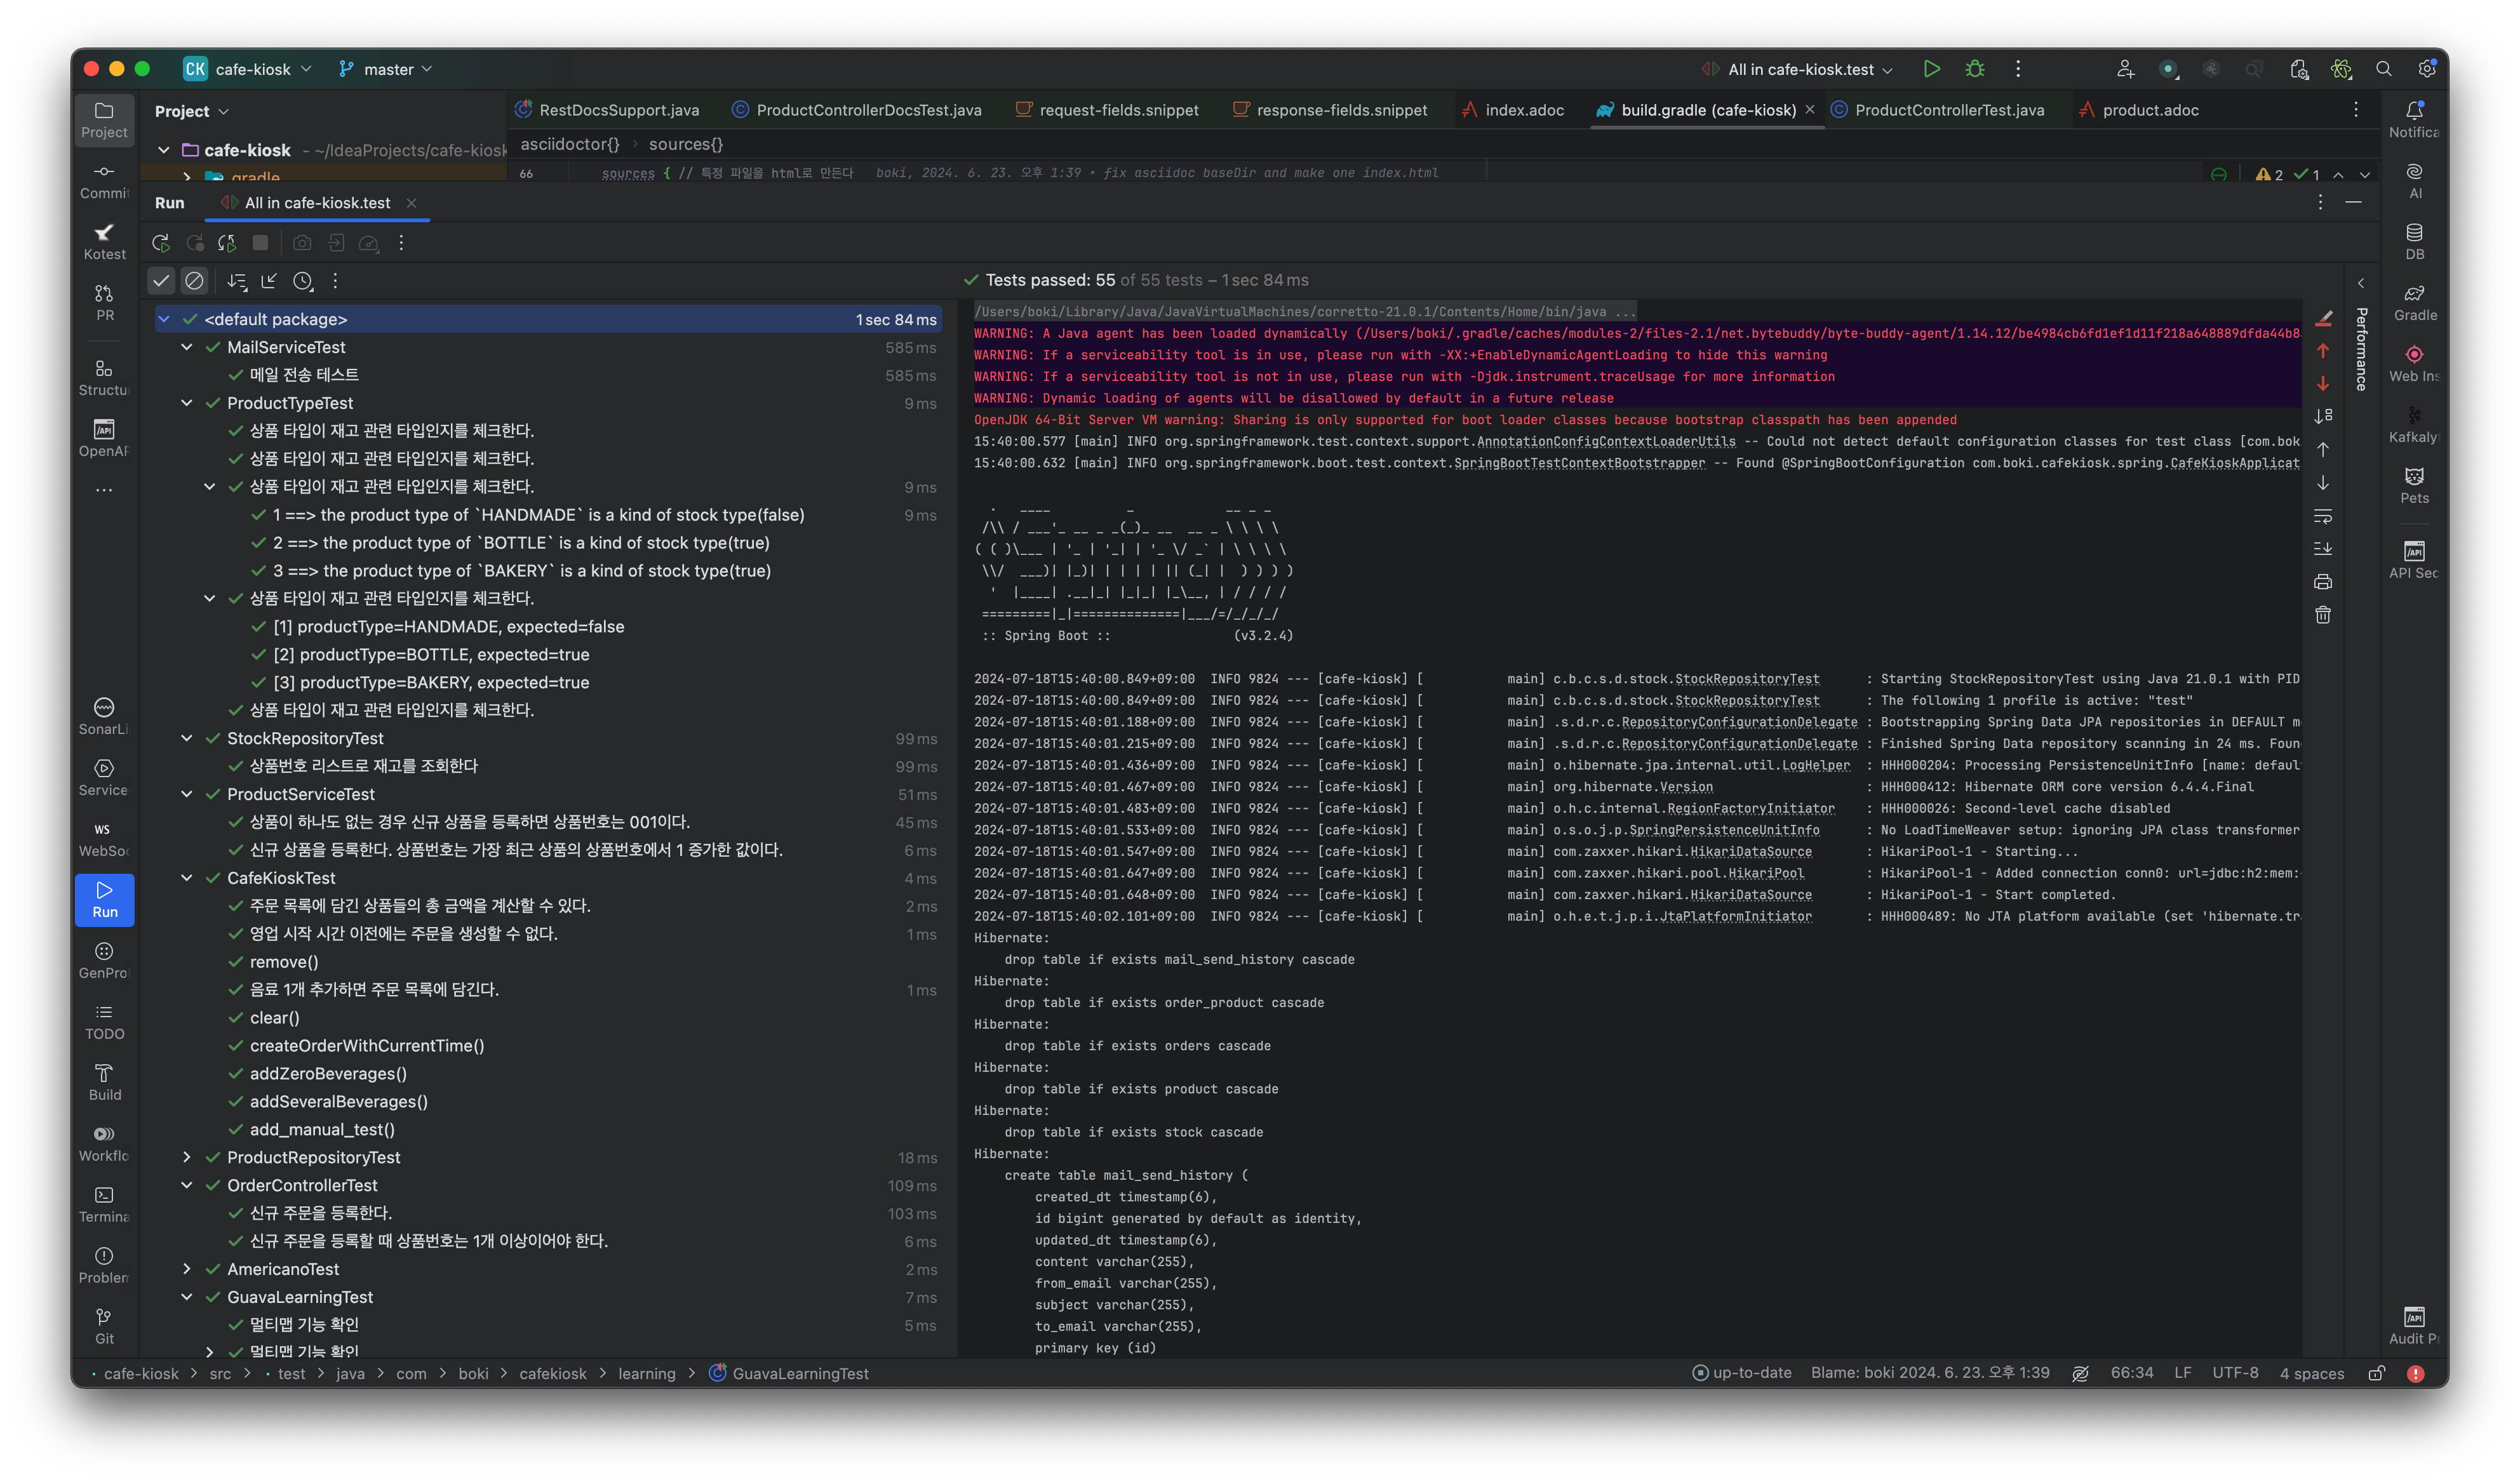 CK cafe-kiosk master All in cafe-kiosk.test
Project
RestDocsSupport.java ProductControllerDocsTest.java request-fields.snippet response-fields.snippet index.adoc build.gradle (cafe-kiosk) ProductControllerTest.java product.adoc
cafe-kiosk - ~/IdeaProjects/cafe-kiosk
asciidoctor{} sources{}
gradle
66 sources { // 특정 파일을 html로 만든다 boki, 2024. 6. 23. 오후 1:39 • fix asciidoc baseDir and make one index.html
2 1
Run All in cafe-kiosk.test
Tests passed: 55 of 55 tests – 1 sec 84 ms
Project
Commit
Kotest
PR
Structu
OpenAP
SonarLi
Service
WS
WebSoc
Run
GenPro
TODO
Build
Workflo
Termina
Problem
Git
<default package> 1 sec 84 ms
MailServiceTest 585 ms
메일 전송 테스트 585 ms
ProductTypeTest 9 ms
상품 타입이 재고 관련 타입인지를 체크한다.
상품 타입이 재고 관련 타입인지를 체크한다.
상품 타입이 재고 관련 타입인지를 체크한다. 9 ms
1 ==> the product type of `HANDMADE` is a kind of stock type(false) 9 ms
2 ==> the product type of `BOTTLE` is a kind of stock type(true)
3 ==> the product type of `BAKERY` is a kind of stock type(true)
상품 타입이 재고 관련 타입인지를 체크한다.
[1] productType=HANDMADE, expected=false
[2] productType=BOTTLE, expected=true
[3] productType=BAKERY, expected=true
상품 타입이 재고 관련 타입인지를 체크한다.
StockRepositoryTest 99 ms
상품번호 리스트로 재고를 조회한다 99 ms
ProductServiceTest 51 ms
상품이 하나도 없는 경우 신규 상품을 등록하면 상품번호는 001이다. 45 ms
신규 상품을 등록한다. 상품번호는 가장 최근 상품의 상품번호에서 1 증가한 값이다. 6 ms
CafeKioskTest 4 ms
주문 목록에 담긴 상품들의 총 금액을 계산할 수 있다. 2 ms
영업 시작 시간 이전에는 주문을 생성할 수 없다. 1 ms
remove()
음료 1개 추가하면 주문 목록에 담긴다. 1 ms
clear()
createOrderWithCurrentTime()
addZeroBeverages()
addSeveralBeverages()
add_manual_test()
ProductRepositoryTest 18 ms
OrderControllerTest 109 ms
신규 주문을 등록한다. 103 ms
신규 주문을 등록할 때 상품번호는 1개 이상이어야 한다. 6 ms
AmericanoTest 2 ms
GuavaLearningTest 7 ms
멀티맵 기능 확인 5 ms
멀티맵 기능 확인
/Users/boki/Library/Java/JavaVirtualMachines/corretto-21.0.1/Contents/Home/bin/java ...
WARNING: A Java agent has been loaded dynamically (/Users/boki/.gradle/caches/modules-2/files-2.1/net.bytebuddy/byte-buddy-agent/1.14.12/be4984cb6fd1ef1d11f218a648889dfda44b8
WARNING: If a serviceability tool is in use, please run with -XX:+EnableDynamicAgentLoading to hide this warning
WARNING: If a serviceability tool is not in use, please run with -Djdk.instrument.traceUsage for more information
WARNING: Dynamic loading of agents will be disallowed by default in a future release
OpenJDK 64-Bit Server VM warning: Sharing is only supported for boot loader classes because bootstrap classpath has been appended
15:40:00.577 [main] INFO org.springframework.test.context.support.AnnotationConfigContextLoaderUtils -- Could not detect default configuration classes for test class [com.bok
15:40:00.632 [main] INFO org.springframework.boot.test.context.SpringBootTestContextBootstrapper -- Found @SpringBootConfiguration com.boki.cafekiosk.spring.CafeKioskApplicat
:: Spring Boot :: (v3.2.4)
2024-07-18T15:40:00.849+09:00 INFO 9824 --- [cafe-kiosk] [ main] c.b.c.s.d.stock.StockRepositoryTest : Starting StockRepositoryTest using Java 21.0.1 with PID
2024-07-18T15:40:00.849+09:00 INFO 9824 --- [cafe-kiosk] [ main] c.b.c.s.d.stock.StockRepositoryTest : The following 1 profile is active: "test"
2024-07-18T15:40:01.188+09:00 INFO 9824 --- [cafe-kiosk] [ main] .s.d.r.c.RepositoryConfigurationDelegate : Bootstrapping Spring Data JPA repositories in DEFAULT m
2024-07-18T15:40:01.215+09:00 INFO 9824 --- [cafe-kiosk] [ main] .s.d.r.c.RepositoryConfigurationDelegate : Finished Spring Data repository scanning in 24 ms. Foun
2024-07-18T15:40:01.436+09:00 INFO 9824 --- [cafe-kiosk] [ main] o.hibernate.jpa.internal.util.LogHelper : HHH000204: Processing PersistenceUnitInfo [name: defaul
2024-07-18T15:40:01.467+09:00 INFO 9824 --- [cafe-kiosk] [ main] org.hibernate.Version : HHH000412: Hibernate ORM core version 6.4.4.Final
2024-07-18T15:40:01.483+09:00 INFO 9824 --- [cafe-kiosk] [ main] o.h.c.internal.RegionFactoryInitiator : HHH000026: Second-level cache disabled
2024-07-18T15:40:01.533+09:00 INFO 9824 --- [cafe-kiosk] [ main] o.s.o.j.p.SpringPersistenceUnitInfo : No LoadTimeWeaver setup: ignoring JPA class transformer
2024-07-18T15:40:01.547+09:00 INFO 9824 --- [cafe-kiosk] [ main] com.zaxxer.hikari.HikariDataSource : HikariPool-1 - Starting...
2024-07-18T15:40:01.647+09:00 INFO 9824 --- [cafe-kiosk] [ main] com.zaxxer.hikari.pool.HikariPool : HikariPool-1 - Added connection conn0: url=jdbc:h2:mem:
2024-07-18T15:40:01.648+09:00 INFO 9824 --- [cafe-kiosk] [ main] com.zaxxer.hikari.HikariDataSource : HikariPool-1 - Start completed.
2024-07-18T15:40:02.101+09:00 INFO 9824 --- [cafe-kiosk] [ main] o.h.e.t.j.p.i.JtaPlatformInitiator : HHH000489: No JTA platform available (set 'hibernate.tr
Hibernate:
drop table if exists mail_send_history cascade
Hibernate:
drop table if exists order_product cascade
Hibernate:
drop table if exists orders cascade
Hibernate:
drop table if exists product cascade
Hibernate:
drop table if exists stock cascade
Hibernate:
create table mail_send_history (
created_dt timestamp(6),
id bigint generated by default as identity,
updated_dt timestamp(6),
content varchar(255),
from_email varchar(255),
subject varchar(255),
to_email varchar(255),
primary key (id)
Performance
Notifica
AI
DB
Gradle
Web Ins
Kafkaly
Pets
API Sec
Audit P
cafe-kiosk > src > test > java > com > boki > cafekiosk > learning > GuavaLearningTest
up-to-date Blame: boki 2024. 6. 23. 오후 1:39 66:34 LF UTF-8 4 spaces